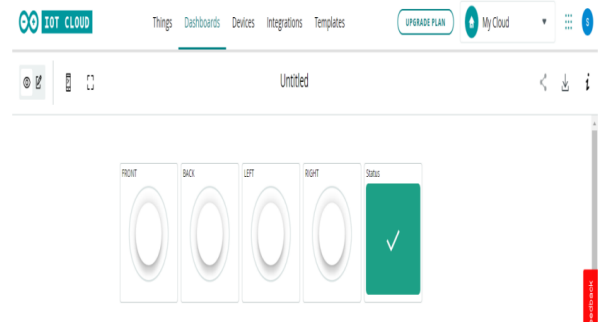 IOT CLOUD Things Dashboards Devices Integrations Templates UPGRADE PLAN My Cloud S
Untitled
FRONT BACK LEFT RIGHT Status